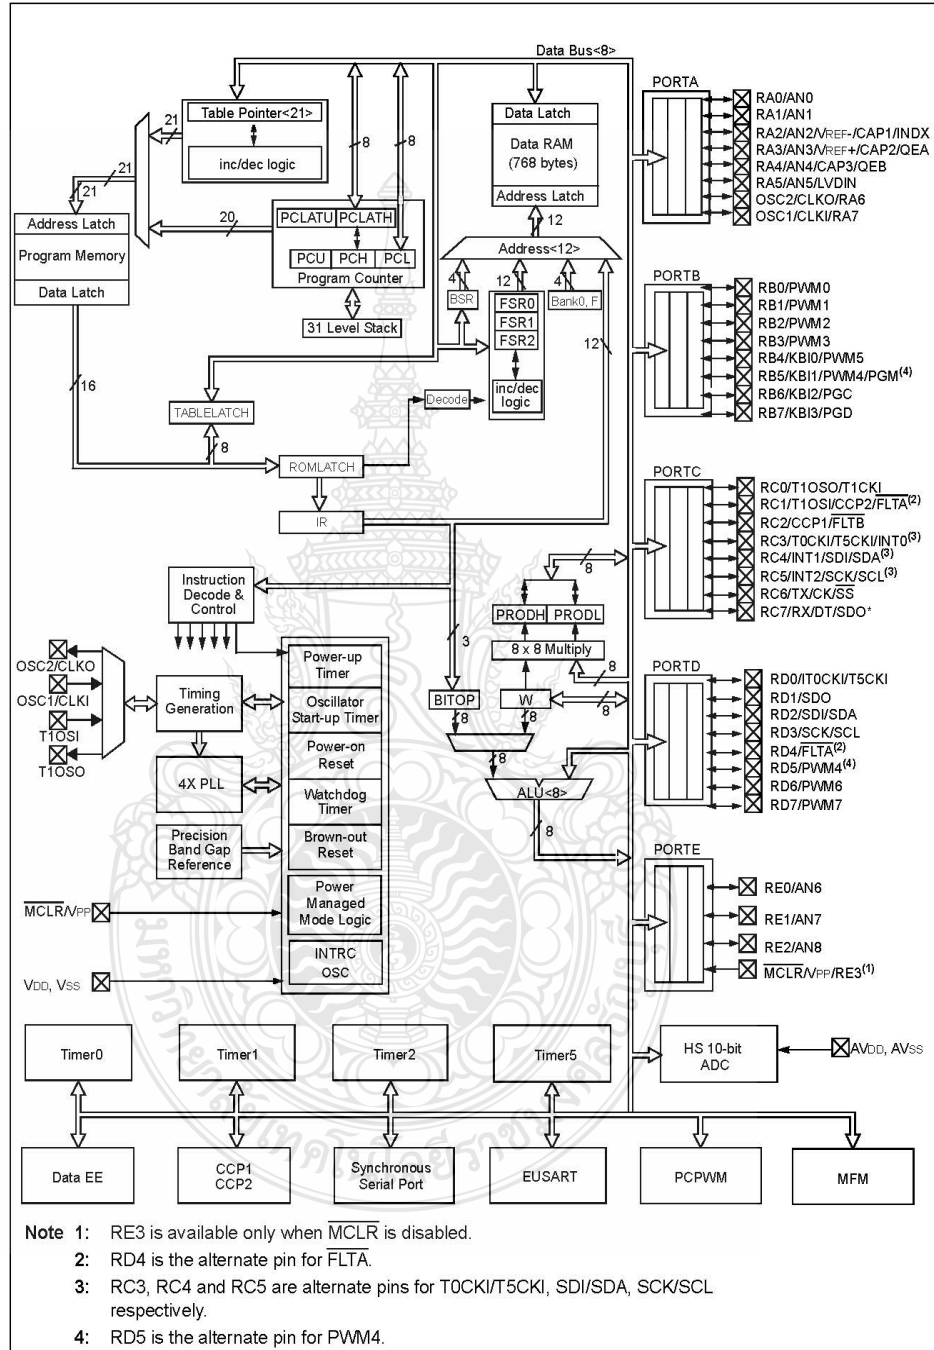 Data Bus<8>
PORTA
RA0/AN0
RA1/AN1
RA2/AN2/VREF-/CAP1/INDX
RA3/AN3/VREF+/CAP2/QEA
RA4/AN4/CAP3/QEB
RA5/AN5/LVDIN
OSC2/CLKO/RA6
OSC1/CLKI/RA7
21
21
21
Table Pointer<21>
inc/dec logic
8
8
Data Latch
Data RAM
(768 bytes)
Address Latch
12
20
Address Latch
Program Memory
Data Latch
PCLATU PCLATH
PCU PCH PCL
Program Counter
31 Level Stack
Address<12>
4
12
4
BSR
FSR0
FSR1
FSR2
Bank0, F
12
inc/dec
logic
Decode
16
TABLELATCH
8
ROMLATCH
IR
PORTB
RB0/PWM0
RB1/PWM1
RB2/PWM2
RB3/PWM3
RB4/KBI0/PWM5
RB5/KBI1/PWM4/PGM(4)
RB6/KBI2/PGC
RB7/KBI3/PGD
PORTC
RC0/T1OSO/T1CKI
RC1/T1OSI/CCP2/FLTA(2)
RC2/CCP1/FLTB
RC3/T0CKI/T5CKI/INT0(3)
RC4/INT1/SDI/SDA(3)
RC5/INT2/SCK/SCL(3)
RC6/TX/CK/SS
RC7/RX/DT/SDO*
8
Instruction
Decode &
Control
PRODH PRODL
8 x 8 Multiply
3
8
BITOP
W
8
8
8
8
ALU<8>
8
OSC2/CLKO
OSC1/CLKI
T1OSI
T1OSO
Timing
Generation
4X PLL
Precision
Band Gap
Reference
Power-up
Timer
Oscillator
Start-up Timer
Power-on
Reset
Watchdog
Timer
Brown-out
Reset
Power
Managed
Mode Logic
INTRC
OSC
MCLR/VPP
VDD, VSS
PORTD
RD0/IT0CKI/T5CKI
RD1/SDO
RD2/SDI/SDA
RD3/SCK/SCL
RD4/FLTA(2)
RD5/PWM4(4)
RD6/PWM6
RD7/PWM7
PORTE
RE0/AN6
RE1/AN7
RE2/AN8
MCLR/VPP/RE3(1)
Timer0
Timer1
Timer2
Timer5
HS 10-bit
ADC
AVDD, AVSS
Data EE
CCP1
CCP2
Synchronous
Serial Port
EUSART
PCPWM
MFM
Note 1: RE3 is available only when MCLR is disabled.
2: RD4 is the alternate pin for FLTA.
3: RC3, RC4 and RC5 are alternate pins for T0CKI/T5CKI, SDI/SDA, SCK/SCL
respectively.
4: RD5 is the alternate pin for PWM4.